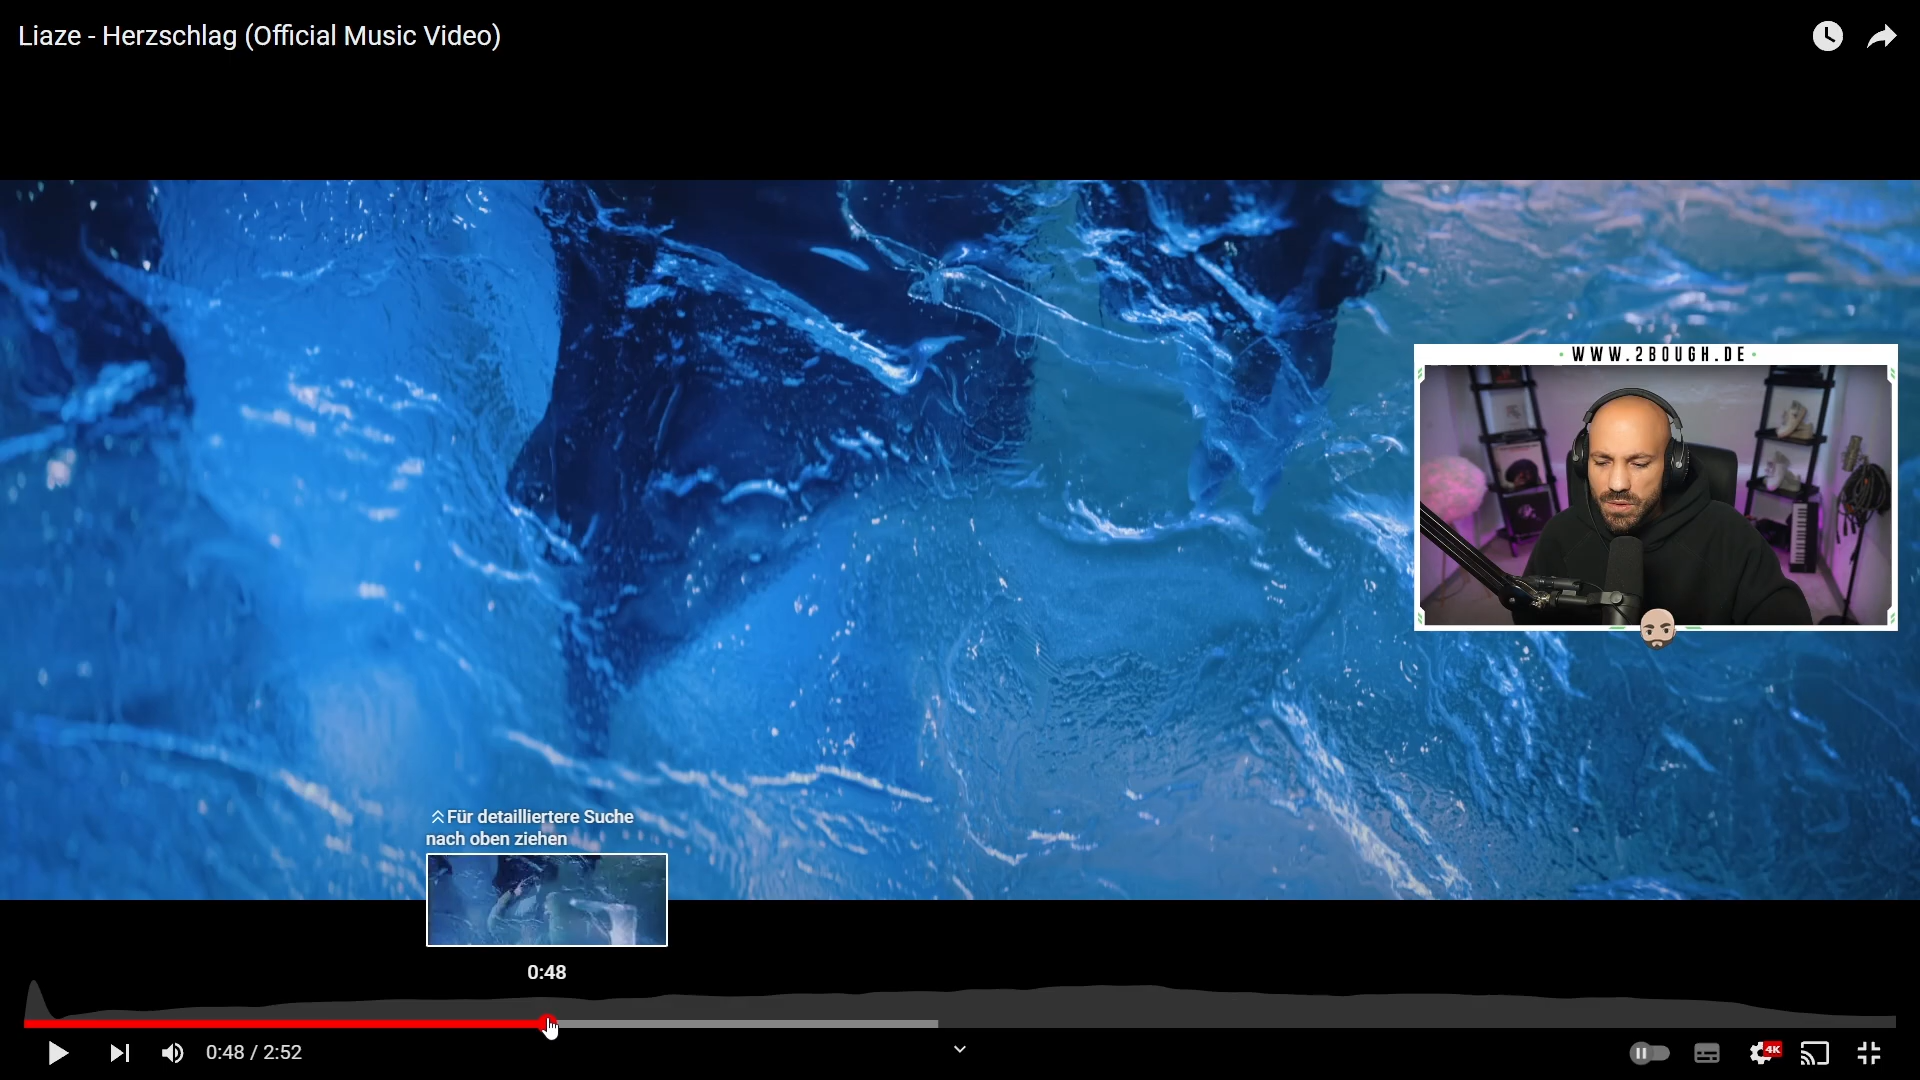 Liaze - Herzschlag (Official Music Video)
WWW.2BOUGH.DE
Für detailliertere Suche
nach oben ziehen
0:48
0:48 / 2:52
4K